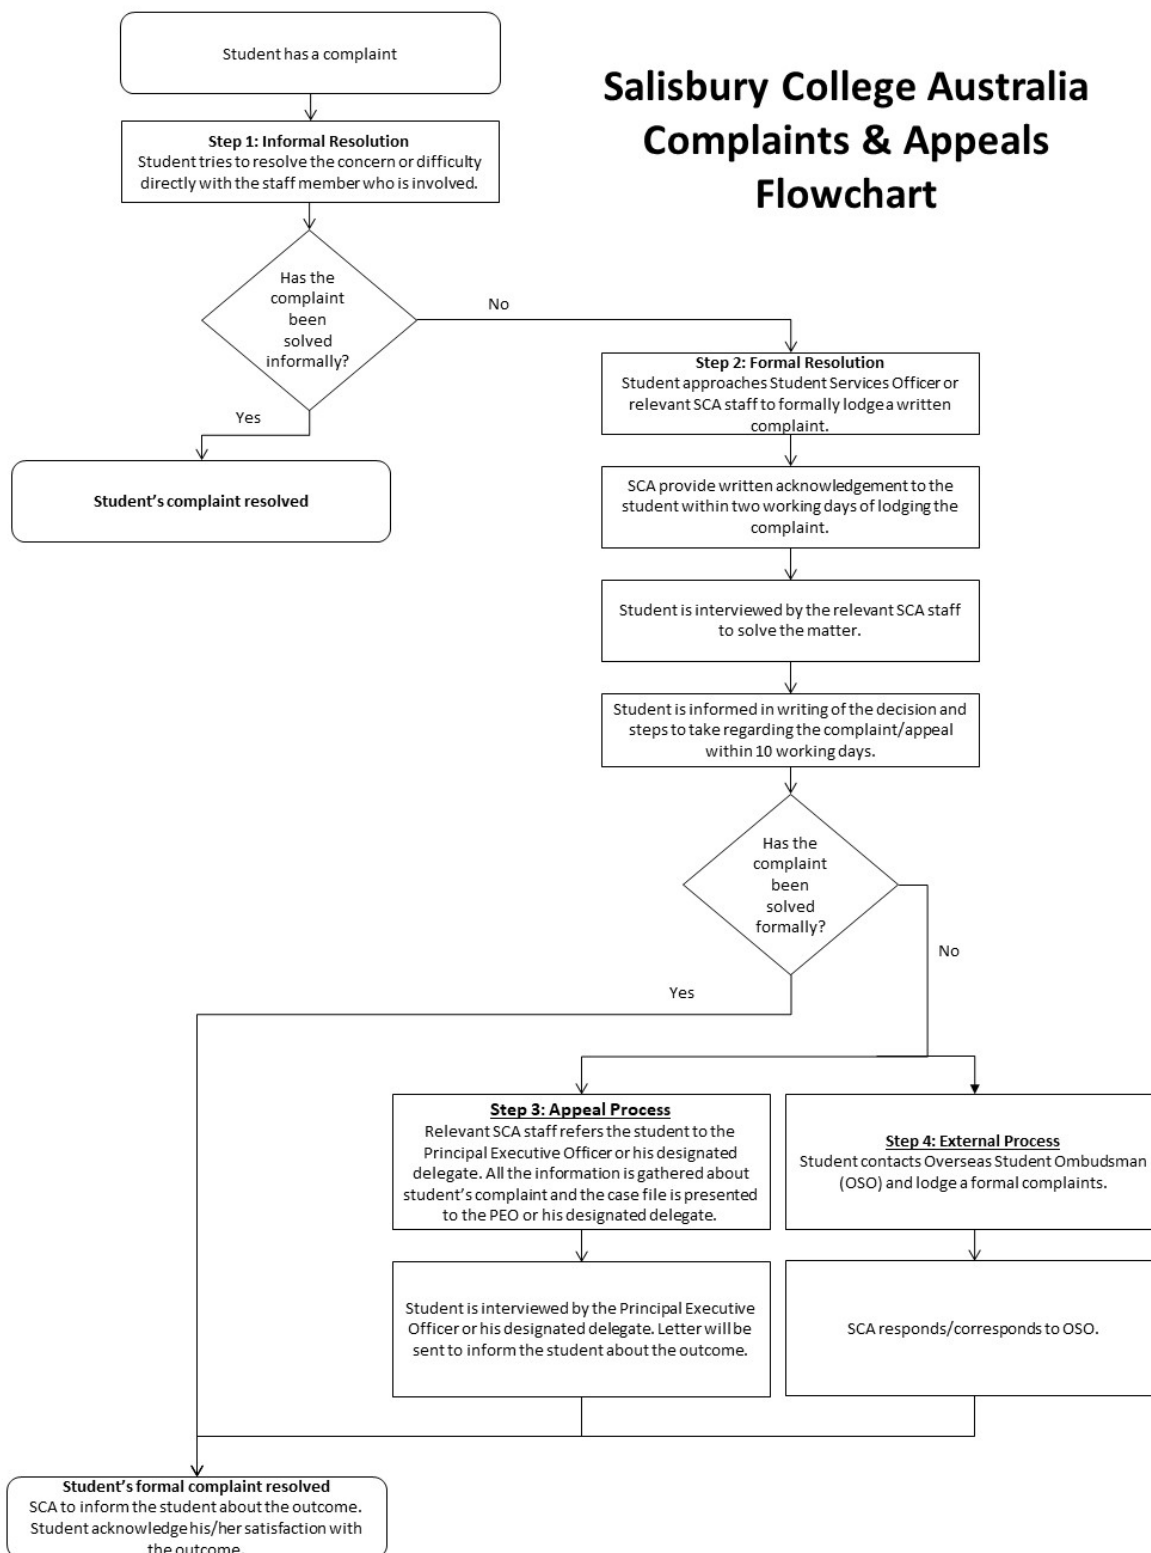 Student has a complaint
Salisbury College Australia
Complaints & Appeals
Flowchart
Step 1: Informal Resolution
Student tries to resolve the concern or difficulty
directly with the staff member who is involved.
Has the
complaint
been
solved
informally?
No
Yes
Student's complaint resolved
Step 2: Formal Resolution
Student approaches Student Services Officer or
relevant SCA staff to formally lodge a written
complaint.
SCA provide written acknowledgement to the
student within two working days of lodging the
complaint.
Student is interviewed by the relevant SCA staff
to solve the matter.
Student is informed in writing of the decision and
steps to take regarding the complaint/appeal
within 10 working days.
Has the
complaint
been
solved
formally?
No
Yes
Step 3: Appeal Process
Relevant SCA staff refers the student to the
Principal Executive Officer or his designated
delegate. All the information is gathered about
student's complaint and the case file is presented
to the PEO or his designated delegate.
Step 4: External Process
Student contacts Overseas Student Ombudsman
(OSO) and lodge a formal complaints.
Student is interviewed by the Principal Executive
Officer or his designated delegate. Letter will be
sent to inform the student about the outcome.
SCA responds/corresponds to OSO.
Student's formal complaint resolved
SCA to inform the student about the outcome.
Student acknowledge his/her satisfaction with
the outcome.